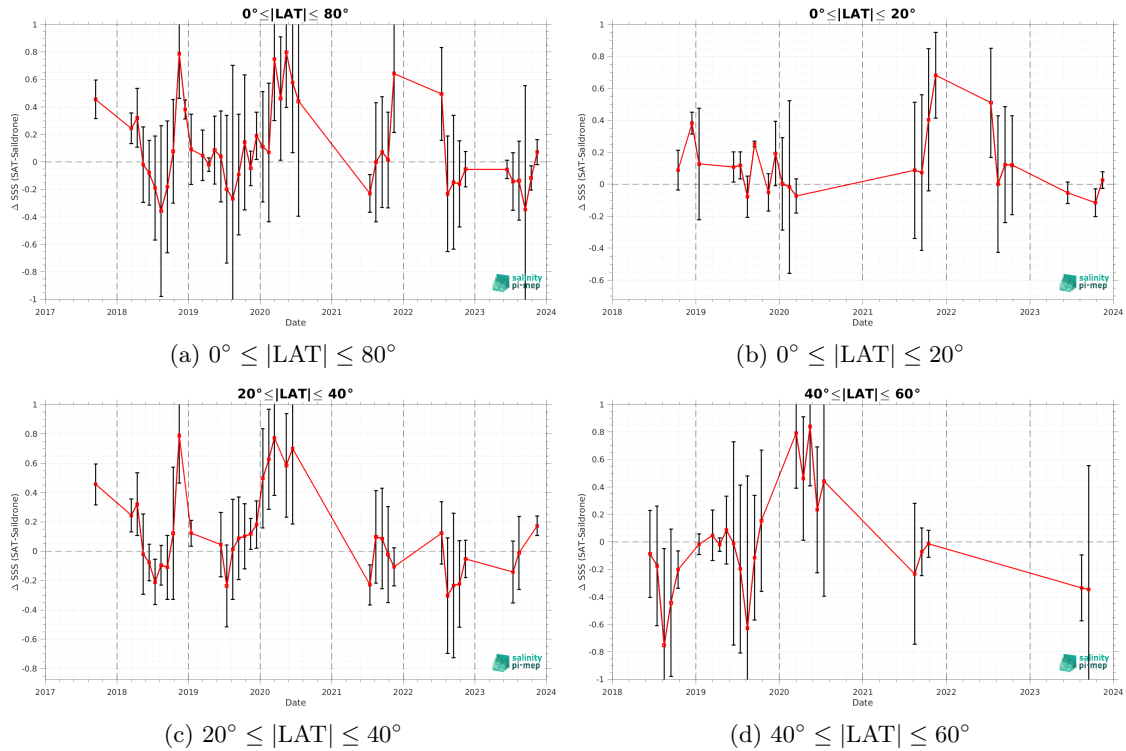 0°≤|LAT|≤ 80°
Δ SSS (SAT-Saildrone)
1
0.8
0.6
0.4
0.2
0
-0.2
-0.4
-0.6
-0.8
-1
2017 2018 2019 2020 2021 2022 2023 2024
Date
salinity
pi-mep
(a) 0° ≤ |LAT| ≤ 80°
0°≤|LAT|≤ 20°
Δ SSS (SAT-Saildrone)
1
0.8
0.6
0.4
0.2
0
-0.2
-0.4
-0.6
2018 2019 2020 2021 2022 2023 2024
Date
salinity
pi-mep
(b) 0° ≤ |LAT| ≤ 20°
20°≤|LAT|≤ 40°
Δ SSS (SAT-Saildrone)
1
0.8
0.6
0.4
0.2
0
-0.2
-0.4
-0.6
-0.8
2017 2018 2019 2020 2021 2022 2023 2024
Date
salinity
pi-mep
(c) 20° ≤ |LAT| ≤ 40°
40°≤|LAT|≤ 60°
Δ SSS (SAT-Saildrone)
1
0.8
0.6
0.4
0.2
0
-0.2
-0.4
-0.6
-0.8
-1
2018 2019 2020 2021 2022 2023 2024
Date
salinity
pi-mep
(d) 40° ≤ |LAT| ≤ 60°